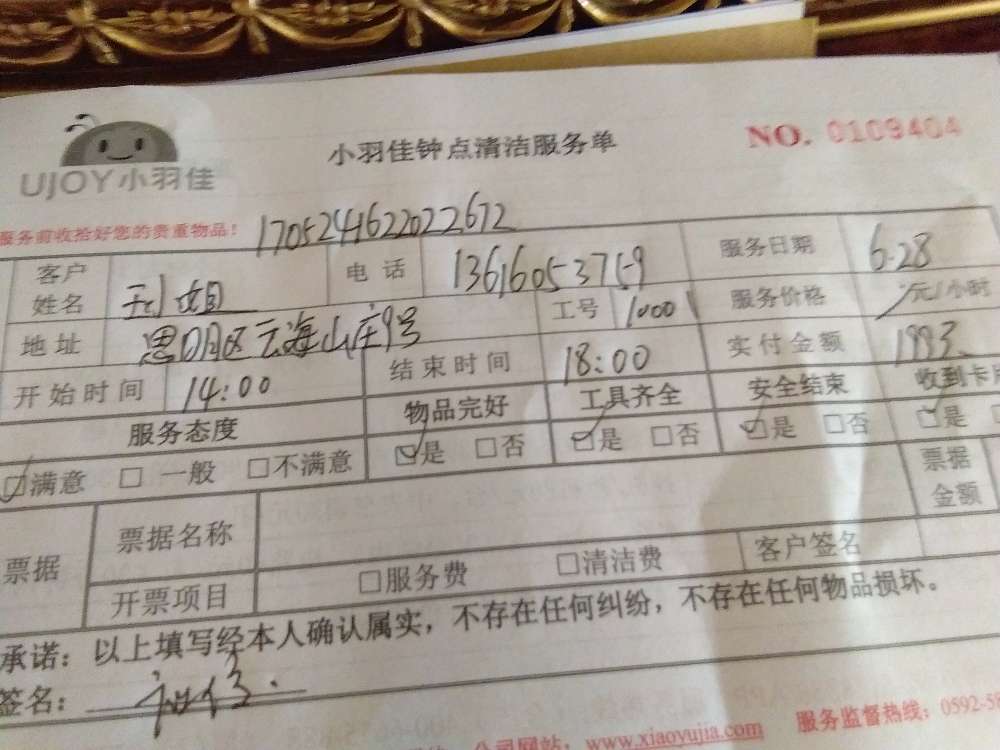 小羽佳钟点清洁服务单
NO. 0109404
UJOY小羽佳
服务前收拾好您的贵重物品！
1705241622022672
客户姓名 电话 13616053759 服务日期 6.28
地址 思明区云海山庄9号 工号 10001 服务价格 元/小时
开始时间 14:00 结束时间 18:00 实付金额 1993
服务态度 物品完好 工具齐全 安全结束 收到卡
☑满意 □一般 □不满意 ☑是 □否 ☑是 □否 ☑是 □否 ☑是
票据 票据名称 票据金额
开票项目 □服务费 □清洁费 客户签名
承诺：以上填写经本人确认属实，不存在任何纠纷，不存在任何物品损坏。
签名：
公司网站：www.xiaoyujia.com 服务监督热线：0592-5